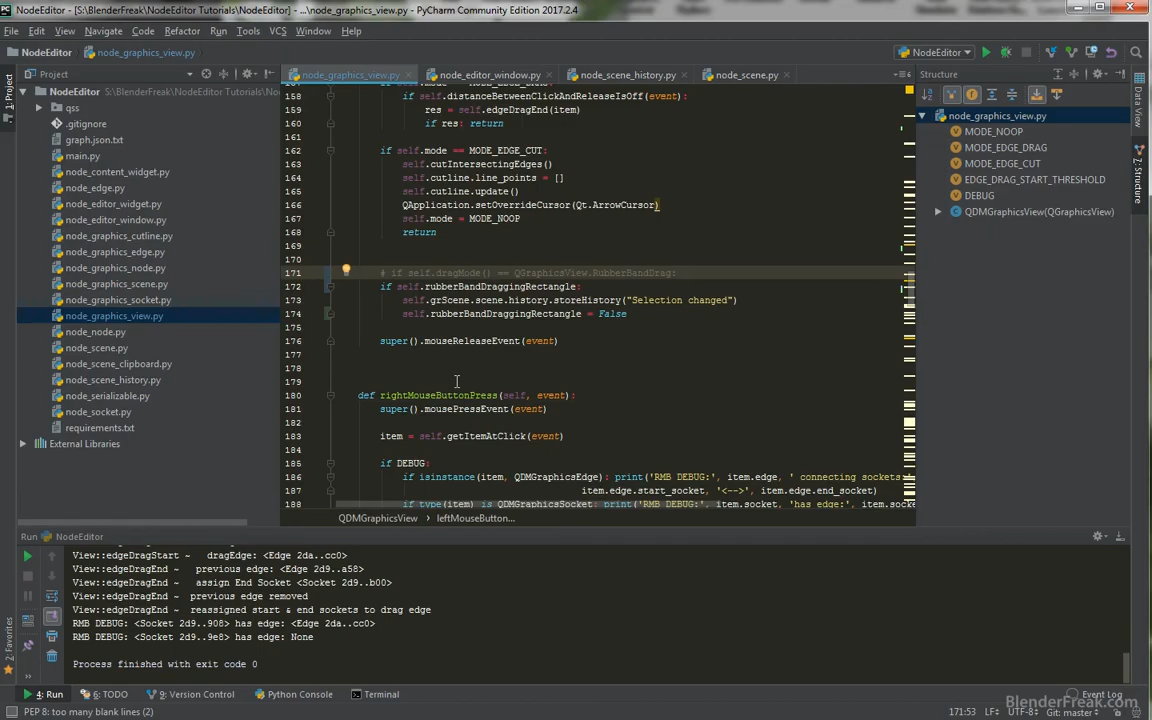 NodeEditor - [S:\BlenderFreak\NodeEditor Tutorials\NodeEditor] - ...\node_graphics_view.py - PyCharm Community Edition 2017.2.4
File Edit View Navigate Code Refactor Run Tools VCS Window Help
NodeEditor node_graphics_view.py NodeEditor
Project node_graphics_view.py node_editor_window.py node_scene_history.py node_scene.py Structure
1: Project
NodeEditor [S:\BlenderFreak\NodeEditor Tutorials\No
qss
.gitignore
graph.json.txt
main.py
node_content_widget.py
node_edge.py
node_editor_widget.py
node_editor_window.py
node_graphics_cutline.py
node_graphics_edge.py
node_graphics_node.py
node_graphics_scene.py
node_graphics_socket.py
node_graphics_view.py
node_node.py
node_scene.py
node_scene_clipboard.py
node_scene_history.py
node_serializable.py
node_socket.py
requirements.txt
External Libraries
158 if self.distanceBetweenClickAndReleaseIsOff(event):
159 res = self.edgeDragEnd(item)
160 if res: return
161
162 if self.mode == MODE_EDGE_CUT:
163 self.cutIntersectingEdges()
164 self.cutline.line_points = []
165 self.cutline.update()
166 QApplication.setOverrideCursor(Qt.ArrowCursor)
167 self.mode = MODE_NOOP
168 return
169
170
171 # if self.dragMode() == QGraphicsView.RubberBandDrag:
172 if self.rubberBandDraggingRectangle:
173 self.grScene.scene.history.storeHistory("Selection changed")
174 self.rubberBandDraggingRectangle = False
175
176 super().mouseReleaseEvent(event)
177
178
179
180 def rightMouseButtonPress(self, event):
181 super().mousePressEvent(event)
182
183 item = self.getItemAtClick(event)
184
185 if DEBUG:
186 if isinstance(item, QDMGraphicsEdge): print('RMB DEBUG:', item.edge, ' connecting sockets:'
187 item.edge.start_socket, '<-->', item.edge.end_socket)
188 if type(item) is QDMGraphicsSocket: print('RMB DEBUG:', item.socket, 'has edge:', item.socke
QDMGraphicsView leftMouseButton...
node_graphics_view.py
MODE_NOOP
MODE_EDGE_DRAG
MODE_EDGE_CUT
EDGE_DRAG_START_THRESHOLD
DEBUG
QDMGraphicsView(QGraphicsView)
Data View
7: Structure
Run NodeEditor
View::edgeDragStart ~   dragEdge: <Edge 2da..cc0>
View::edgeDragEnd ~   previous edge: <Edge 2d9..a58>
View::edgeDragEnd ~   assign End Socket <Socket 2d9..b00>
View::edgeDragEnd ~  previous edge removed
View::edgeDragEnd ~  reassigned start & end sockets to drag edge
RMB DEBUG: <Socket 2d9..908> has edge: <Edge 2da..cc0>
RMB DEBUG: <Socket 2d9..9e8> has edge: None
Process finished with exit code 0
2: Favorites
4: Run 6: TODO 9: Version Control Python Console Terminal Event Log
PEP 8: too many blank lines (2) 171:53 LF÷ UTF-8÷ Git: master÷
BlenderFreak.com